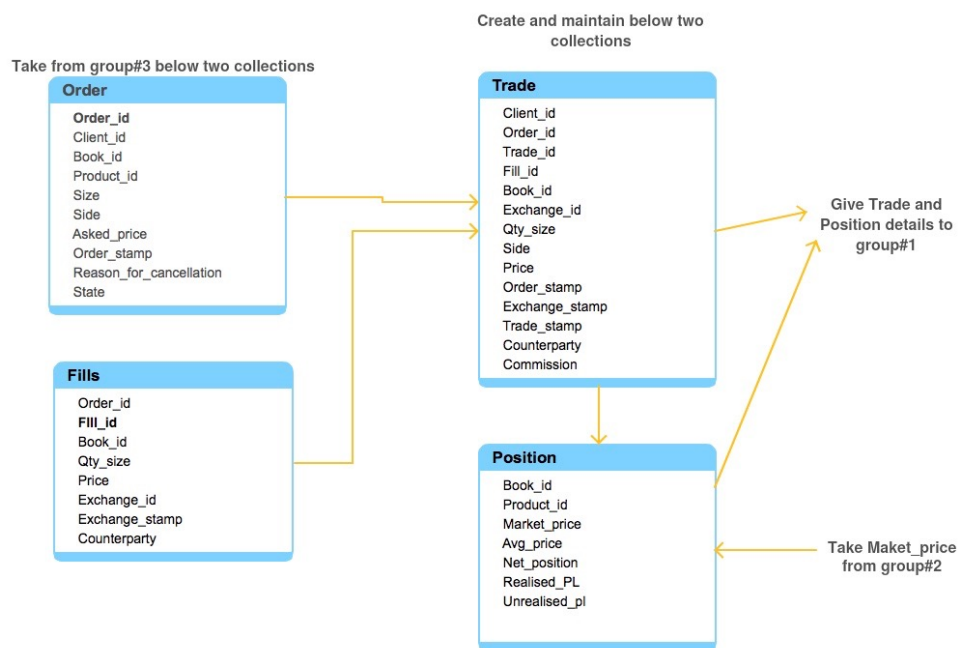 Create and maintain below two
collections
Take from group#3 below two collections
Order
Order_id
Client_id
Book_id
Product_id
Size
Side
Asked_price
Order_stamp
Reason_for_cancellation
State
Trade
Client_id
Order_id
Trade_id
Fill_id
Book_id
Exchange_id
Qty_size
Side
Price
Order_stamp
Exchange_stamp
Trade_stamp
Counterparty
Commission
Give Trade and
Position details to
group#1
Fills
Order_id
FIll_id
Book_id
Qty_size
Price
Exchange_id
Exchange_stamp
Counterparty
Position
Book_id
Product_id
Market_price
Avg_price
Net_position
Realised_PL
Unrealised_pl
Take Maket_price
from group#2